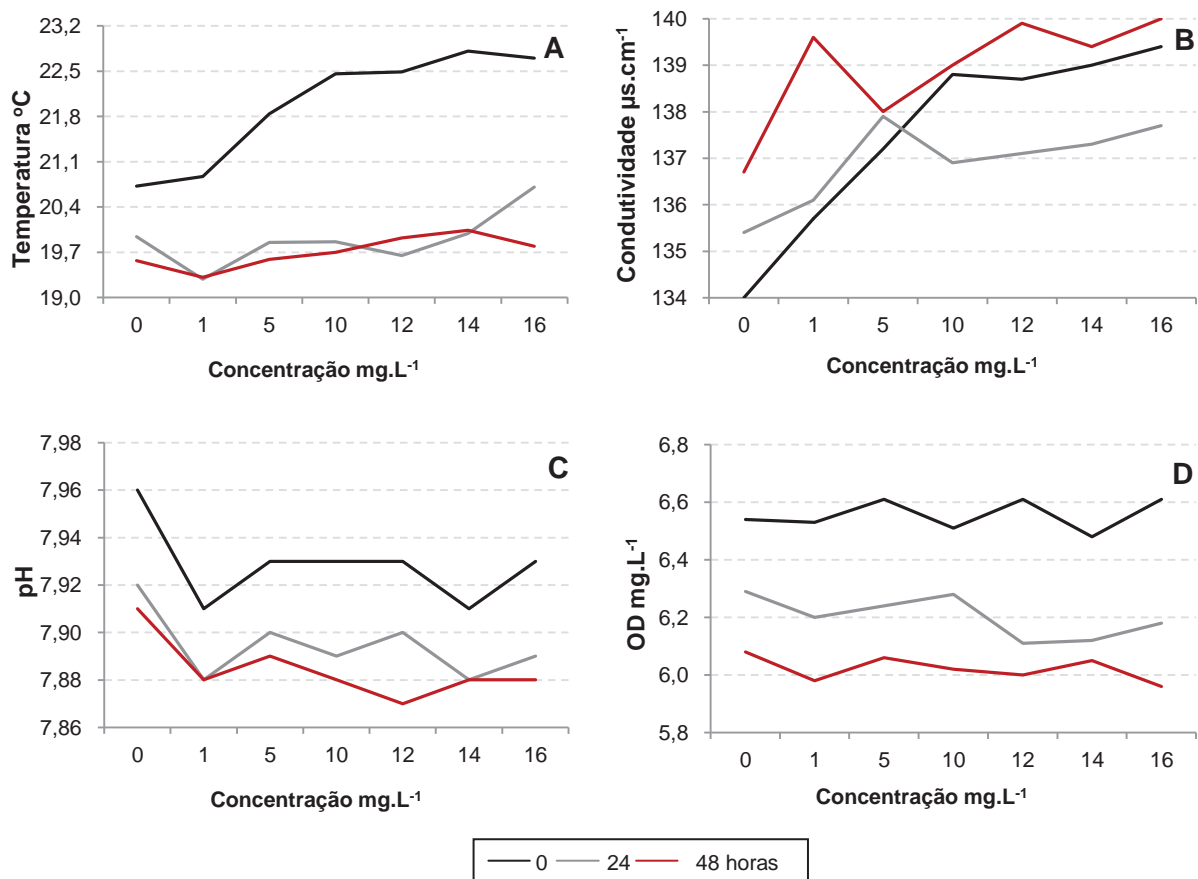 A
Temperatura ºC
23,2
22,5
21,8
21,1
20,4
19,7
19,0
0 1 5 10 12 14 16
Concentração mg.L-1
B
Condutividade µs.cm-1
140
139
138
137
136
135
134
0 1 5 10 12 14 16
Concentração mg.L-1
C
pH
7,98
7,96
7,94
7,92
7,90
7,88
7,86
0 1 5 10 12 14 16
Concentração mg.L-1
D
OD mg.L-1
6,8
6,6
6,4
6,2
6,0
5,8
0 1 5 10 12 14 16
Concentração mg.L-1
0 24 48 horas